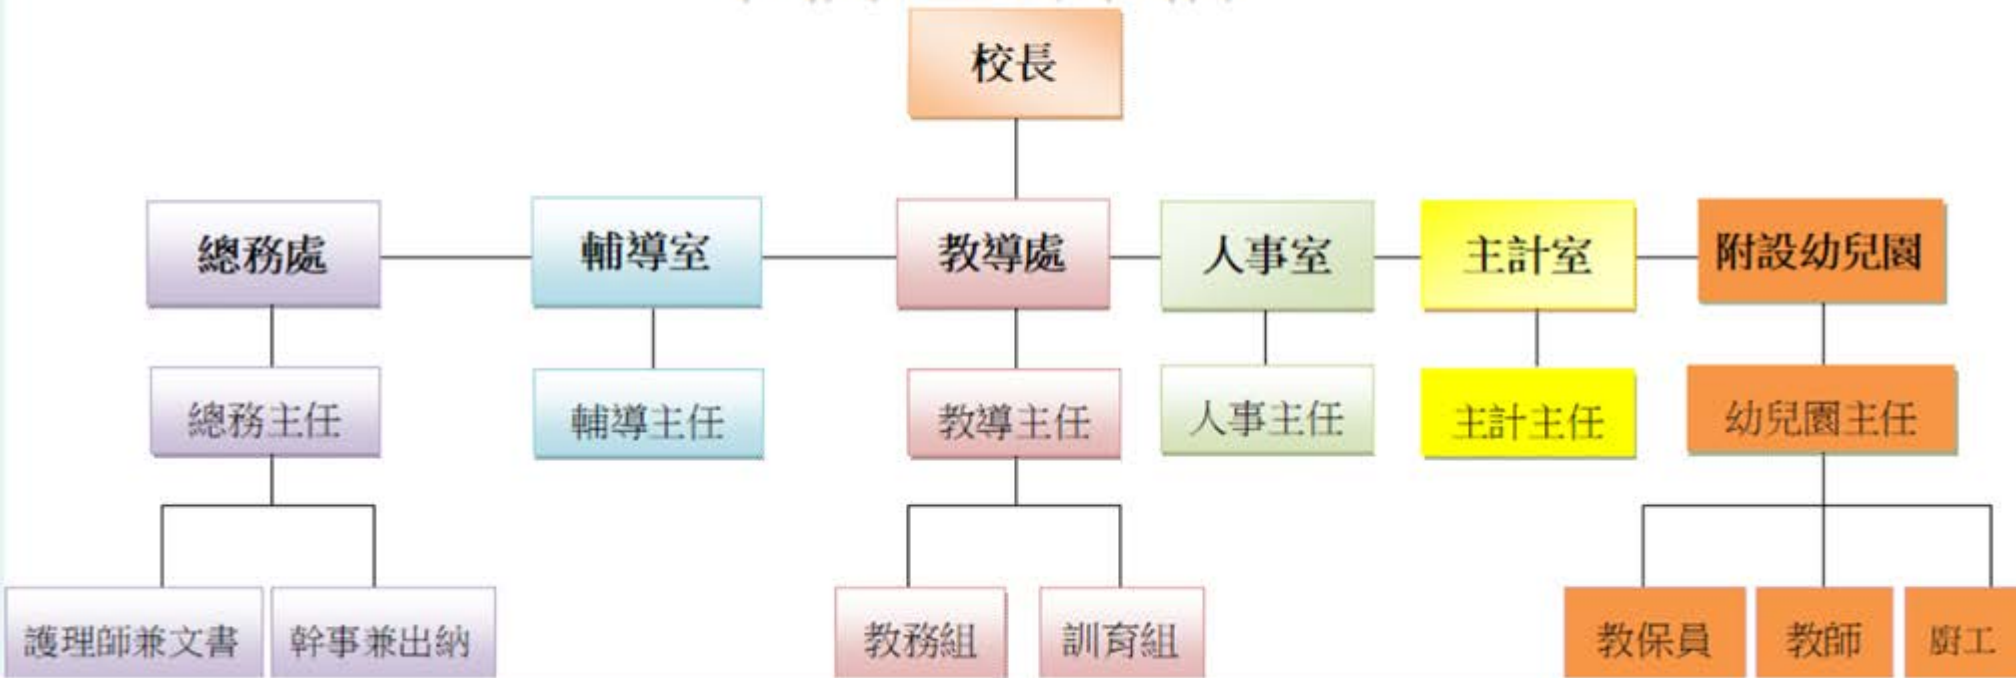 校長
總務處
輔導室
教導處
人事室
主計室
附設幼兒園
總務主任
輔導主任
教導主任
人事主任
主計主任
幼兒園主任
護理師兼文書
幹事兼出納
教務組
訓育組
教保員
教師
廚工